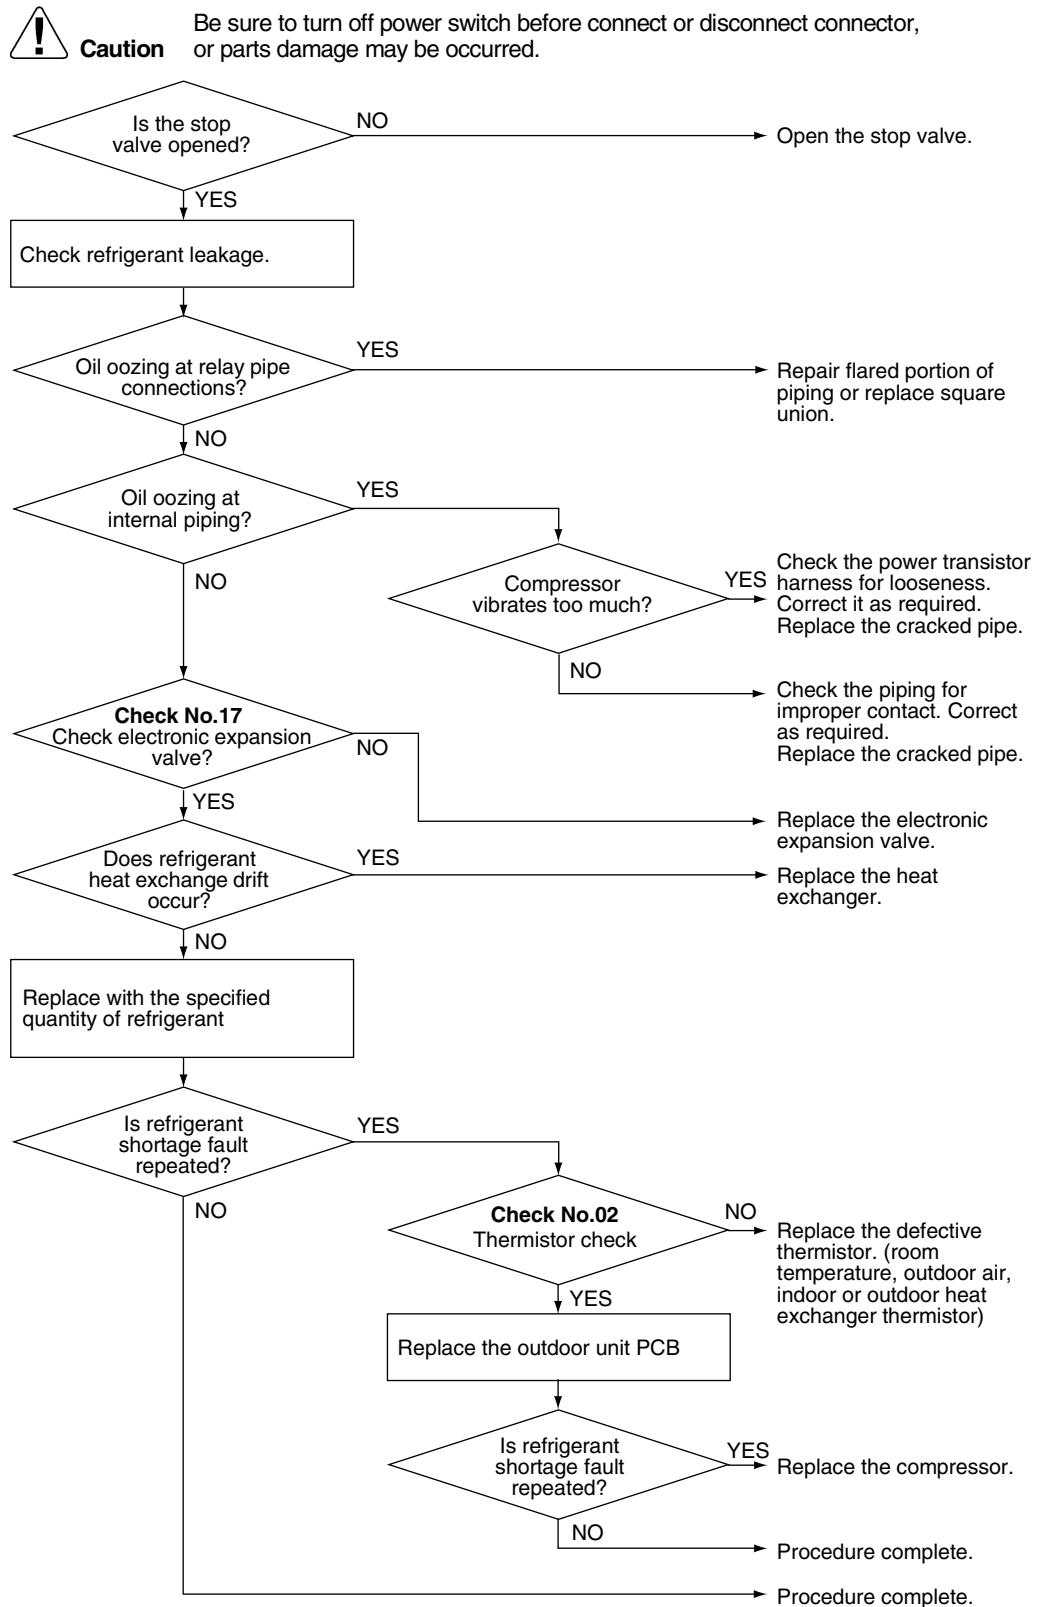 Caution
Be sure to turn off power switch before connect or disconnect connector,
or parts damage may be occurred.
Is the stop
valve opened?
NO
Open the stop valve.
YES
Check refrigerant leakage.
Oil oozing at relay pipe
connections?
YES
Repair flared portion of
piping or replace square
union.
NO
Oil oozing at
internal piping?
YES
Compressor
vibrates too much?
YES
Check the power transistor
harness for looseness.
Correct it as required.
Replace the cracked pipe.
NO
Check the piping for
improper contact. Correct
as required.
Replace the cracked pipe.
NO
Check No.17
Check electronic expansion
valve?
NO
Replace the electronic
expansion valve.
YES
Does refrigerant
heat exchange drift
occur?
YES
Replace the heat
exchanger.
NO
Replace with the specified
quantity of refrigerant
Is refrigerant
shortage fault
repeated?
YES
Check No.02
Thermistor check
NO
Replace the defective
thermistor. (room
temperature, outdoor air,
indoor or outdoor heat
exchanger thermistor)
YES
Replace the outdoor unit PCB
Is refrigerant
shortage fault
repeated?
YES
Replace the compressor.
NO
Procedure complete.
NO
Procedure complete.